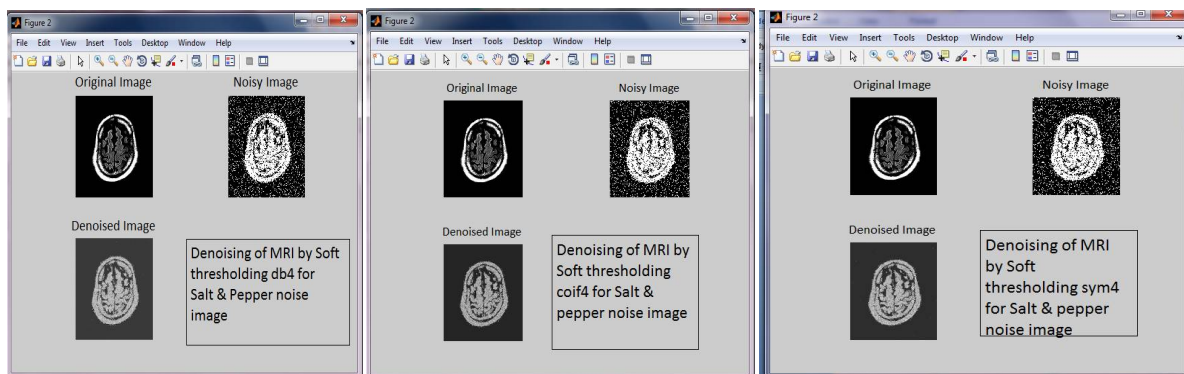 Figure 2
File Edit View Insert Tools Desktop Window Help
Original Image Noisy Image
Denoised Image
Denoising of MRI by Soft
thresholding db4 for
Salt & Pepper noise
image
Figure 2
File Edit View Insert Tools Desktop Window Help
Original Image Noisy Image
Denoised Image
Denoising of MRI by
Soft thresholding
coif4 for Salt &
pepper noise image
Figure 2
File Edit View Insert Tools Desktop Window Help
Original Image Noisy Image
Denoised Image
Denoising of MRI
by Soft
thresholding sym4
for Salt & pepper
noise image